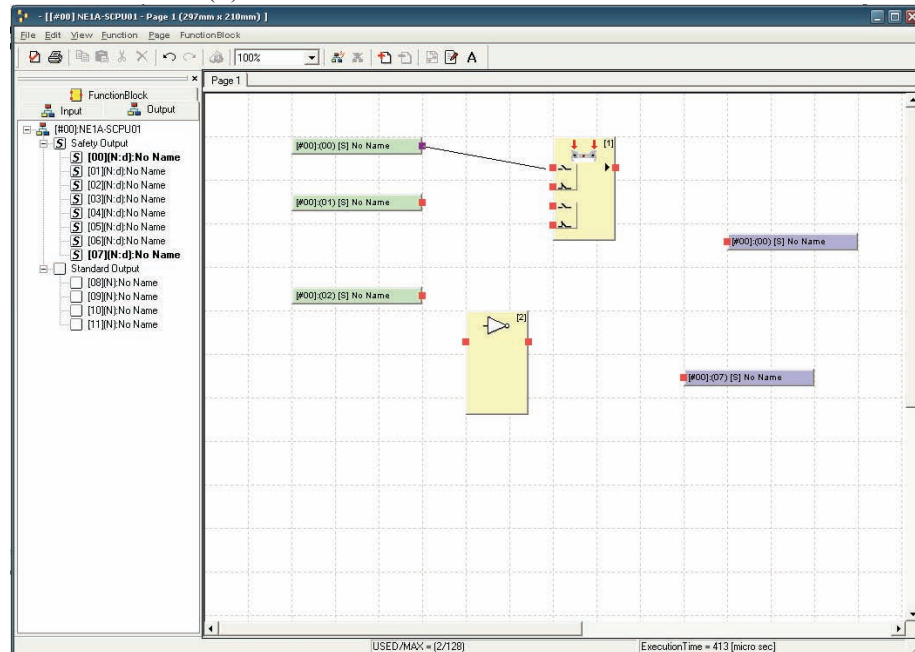 - [[#00] NE1A-SCPU01 - Page 1 (297mm x 210mm) ]
File Edit View Function Page FunctionBlock
100% A
FunctionBlock
Input Output
[#00]:NE1A-SCPU01
S Safety Output
S [00](N:d):No Name
S [01](N:d):No Name
S [02](N:d):No Name
S [03](N:d):No Name
S [04](N:d):No Name
S [05](N:d):No Name
S [06](N:d):No Name
S [07](N:d):No Name
Standard Output
[08](N):No Name
[09](N):No Name
[10](N):No Name
[11](N):No Name
Page 1
[#00]:(00) [S] No Name
[1]
[#00]:(01) [S] No Name
[#00]:(00) [S] No Name
[#00]:(02) [S] No Name
[2]
[#00]:(07) [S] No Name
USED/MAX = (2/128)
ExecutionTime = 413 [micro sec]